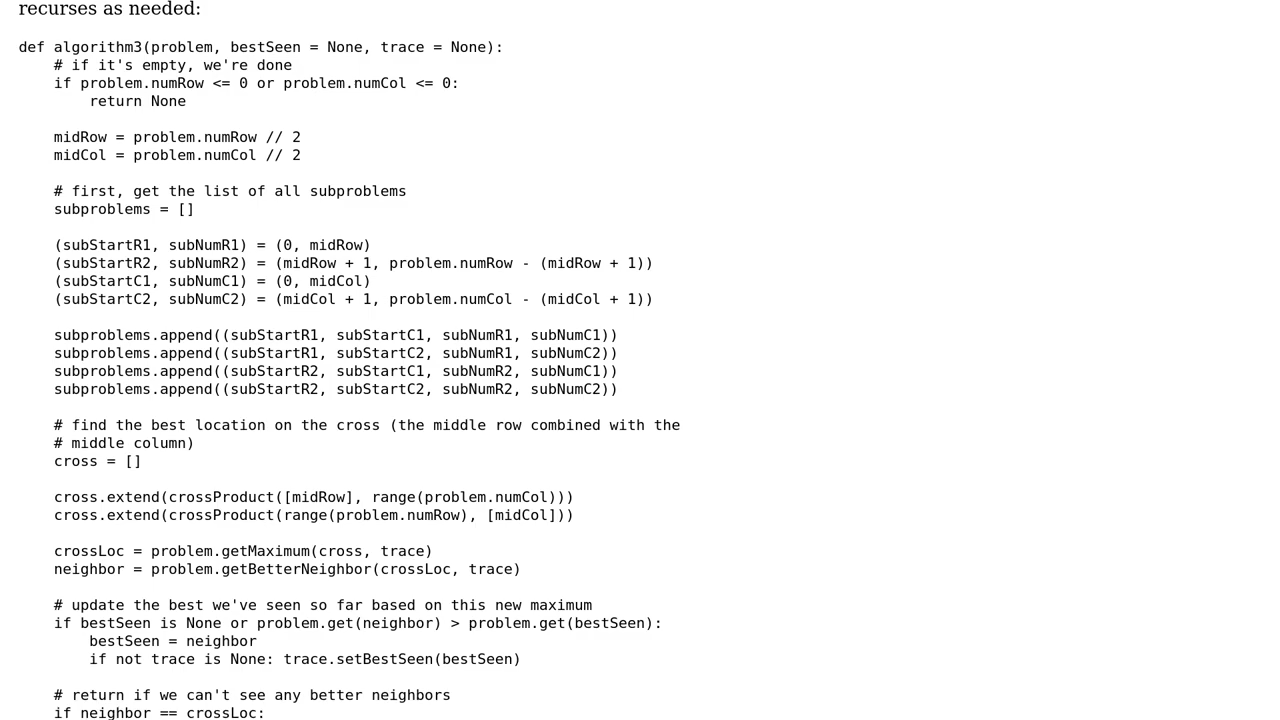 recurses as needed:
def algorithm3(problem, bestSeen = None, trace = None):
    # if it's empty, we're done
    if problem.numRow <= 0 or problem.numCol <= 0:
        return None
    midRow = problem.numRow // 2
    midCol = problem.numCol // 2
    # first, get the list of all subproblems
    subproblems = []
    (subStartR1, subNumR1) = (0, midRow)
    (subStartR2, subNumR2) = (midRow + 1, problem.numRow - (midRow + 1))
    (subStartC1, subNumC1) = (0, midCol)
    (subStartC2, subNumC2) = (midCol + 1, problem.numCol - (midCol + 1))
    subproblems.append((subStartR1, subStartC1, subNumR1, subNumC1))
    subproblems.append((subStartR1, subStartC2, subNumR1, subNumC2))
    subproblems.append((subStartR2, subStartC1, subNumR2, subNumC1))
    subproblems.append((subStartR2, subStartC2, subNumR2, subNumC2))
    # find the best location on the cross (the middle row combined with the
    # middle column)
    cross = []
    cross.extend(crossProduct([midRow], range(problem.numCol)))
    cross.extend(crossProduct(range(problem.numRow), [midCol]))
    crossLoc = problem.getMaximum(cross, trace)
    neighbor = problem.getBetterNeighbor(crossLoc, trace)
    # update the best we've seen so far based on this new maximum
    if bestSeen is None or problem.get(neighbor) > problem.get(bestSeen):
        bestSeen = neighbor
        if not trace is None: trace.setBestSeen(bestSeen)
    # return if we can't see any better neighbors
    if neighbor == crossLoc: